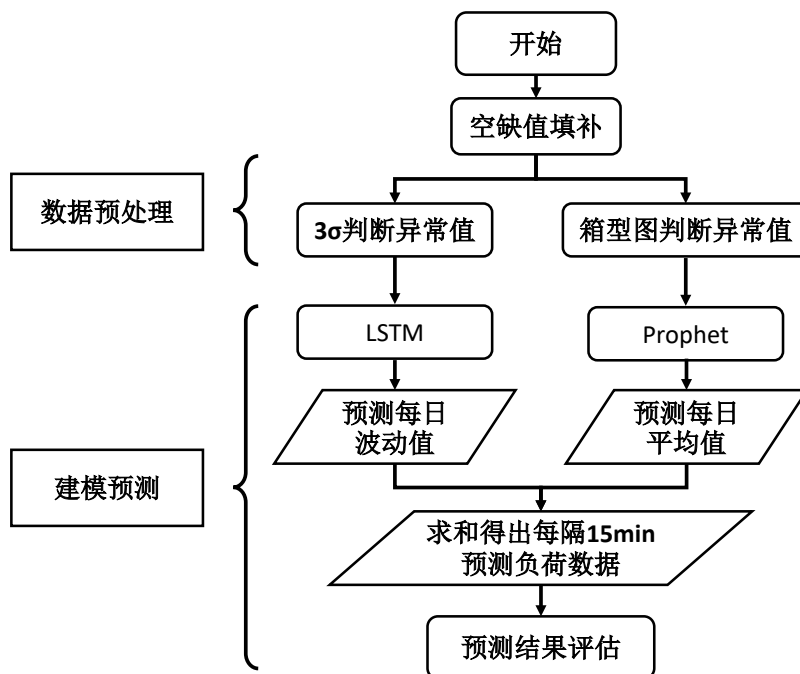 开始
空缺值填补
数据预处理
3σ判断异常值
箱型图判断异常值
LSTM
Prophet
预测每日
波动值
预测每日
平均值
建模预测
求和得出每隔15min
预测负荷数据
预测结果评估